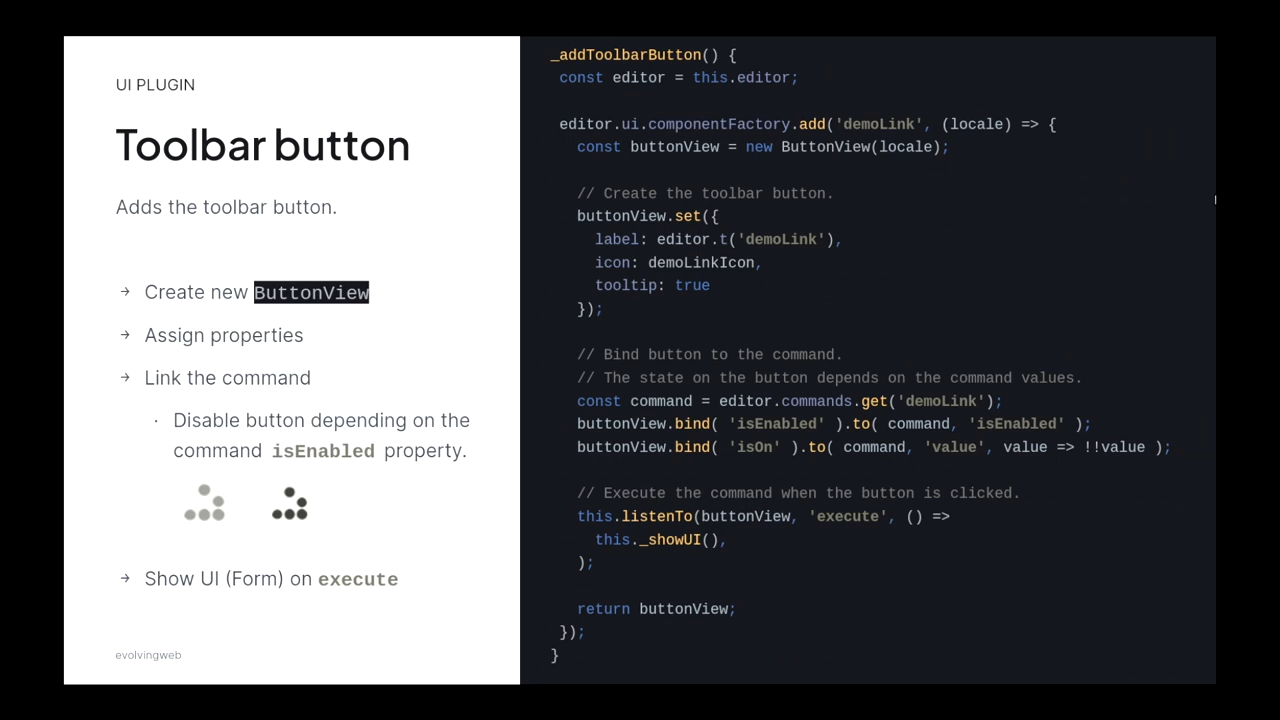 UI PLUGIN
Toolbar button
Adds the toolbar button.
→ Create new ButtonView
→ Assign properties
→ Link the command
· Disable button depending on the
command isEnabled property.
→ Show UI (Form) on execute
evolvingweb
_addToolbarButton() {
const editor = this.editor;
editor.ui.componentFactory.add('demoLink', (locale) => {
const buttonView = new ButtonView(locale);
// Create the toolbar button.
buttonView.set({
label: editor.t('demoLink'),
icon: demoLinkIcon,
tooltip: true
});
// Bind button to the command.
// The state on the button depends on the command values.
const command = editor.commands.get('demoLink');
buttonView.bind( 'isEnabled' ).to( command, 'isEnabled' );
buttonView.bind( 'isOn' ).to( command, 'value', value => !!value );
// Execute the command when the button is clicked.
this.listenTo(buttonView, 'execute', () =>
this._showUI(),
);
return buttonView;
});
}